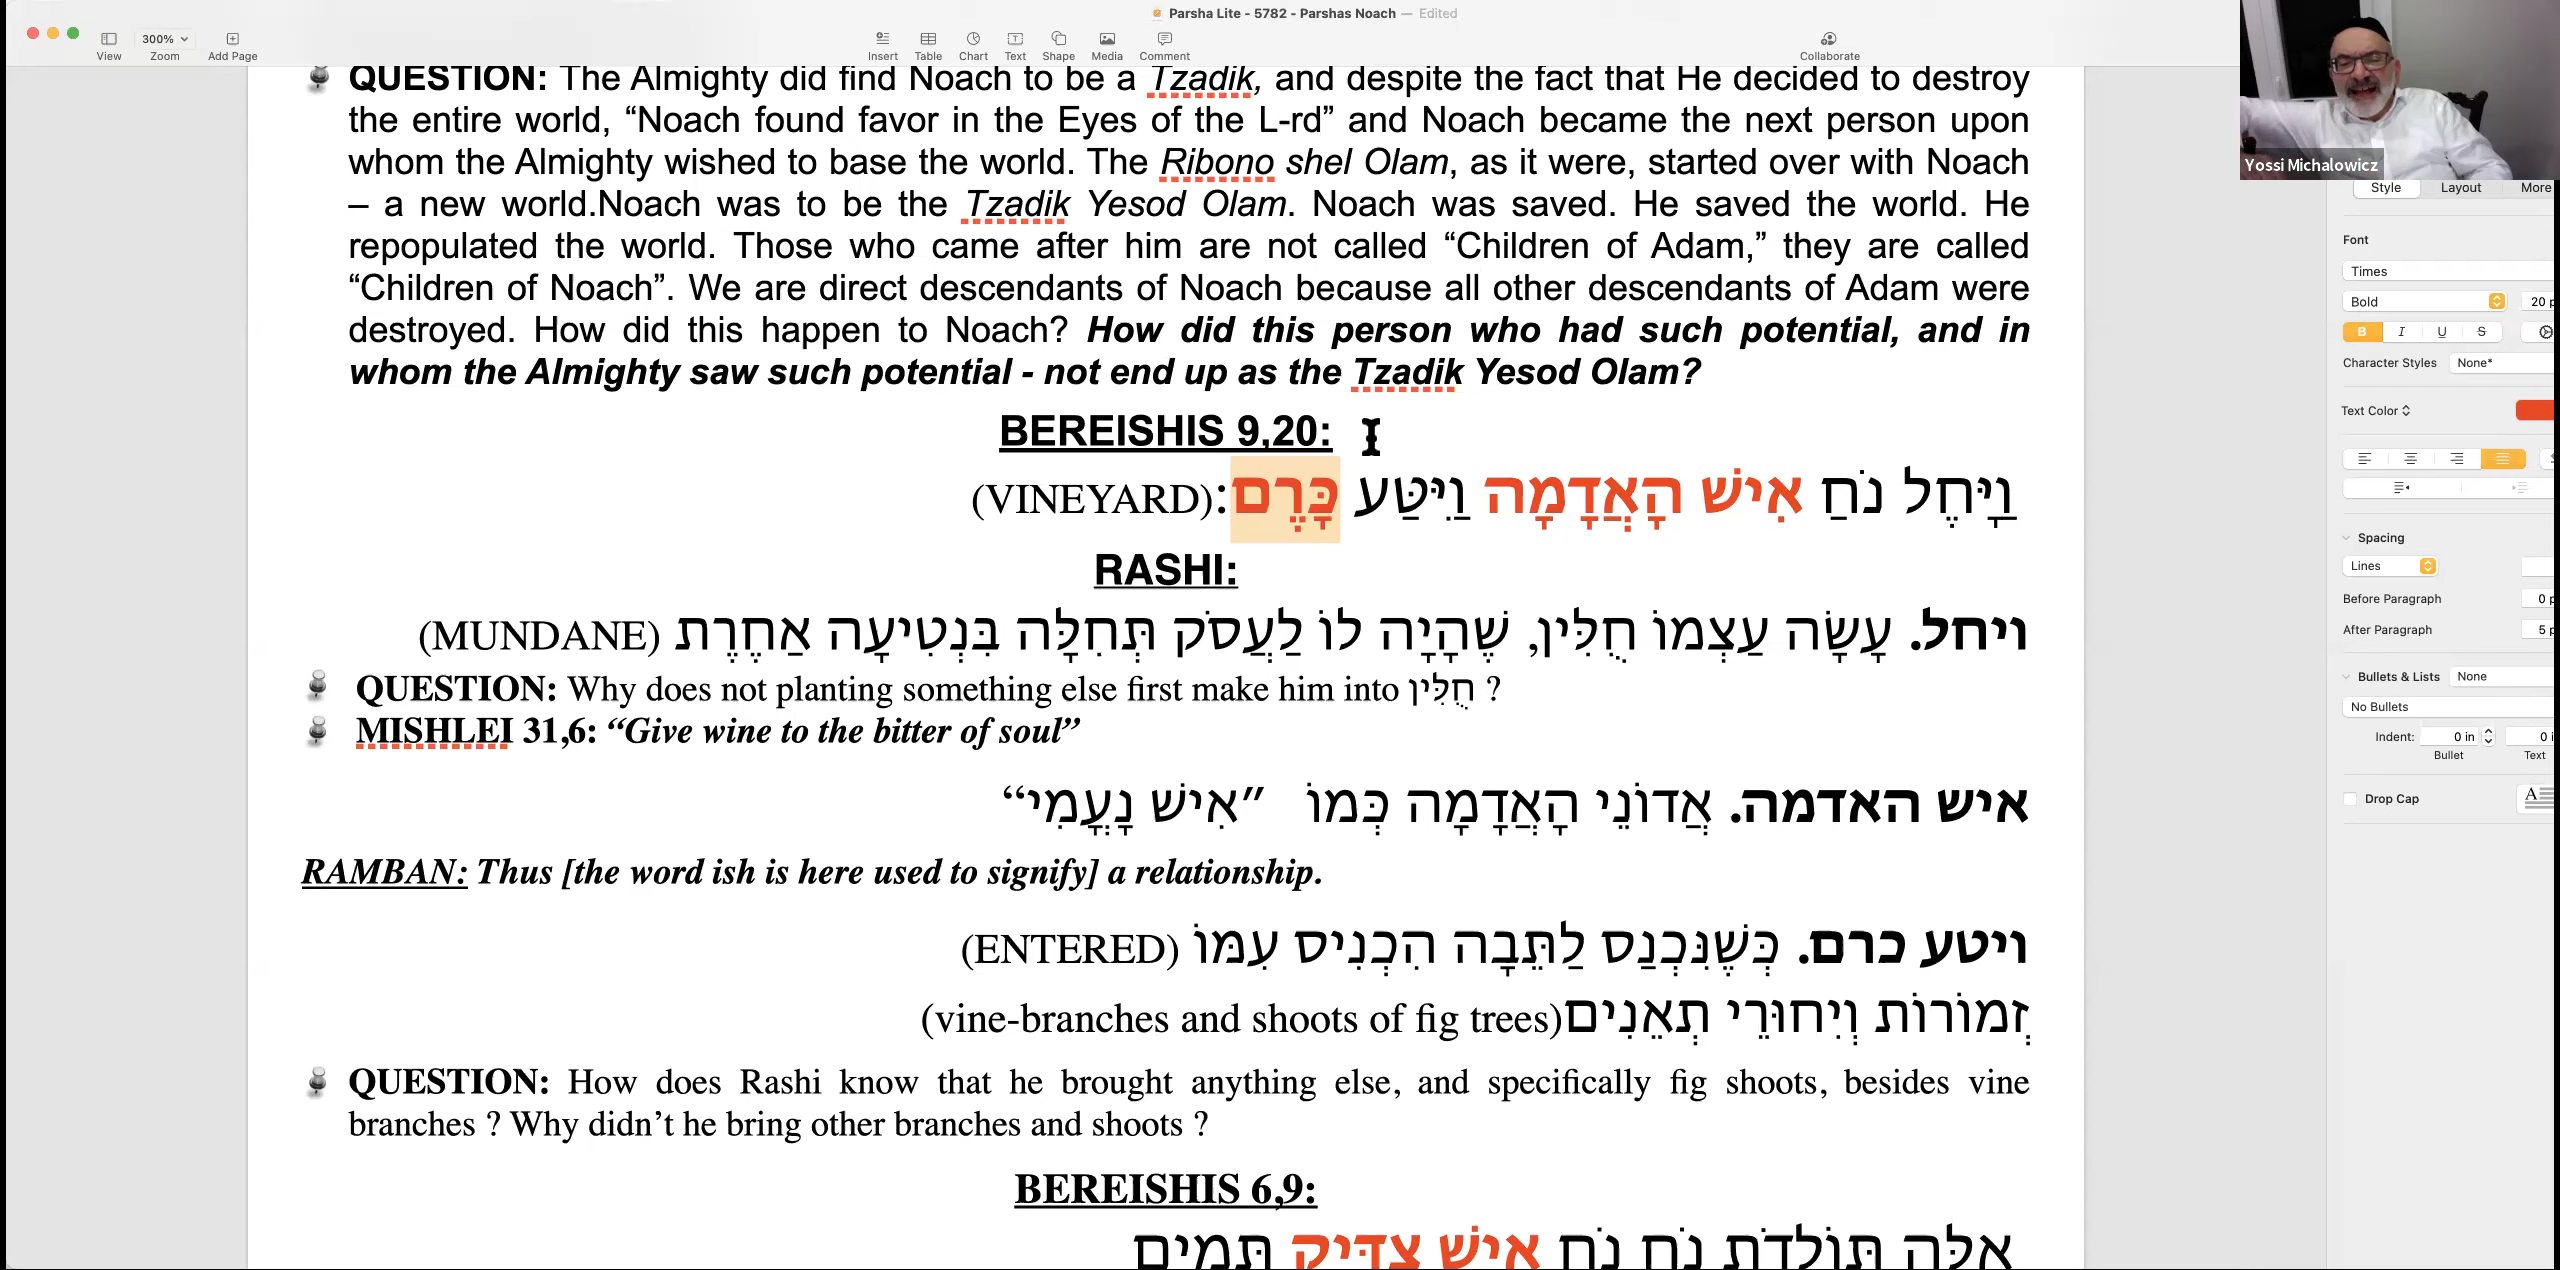 Parsha Lite - 5782 - Parshas Noach — Edited
300%
View
Zoom
Add Page
Insert
Table
Chart
Text
Shape
Media
Comment
Collaborate
Yossi Michalowicz
QUESTION: The Almighty did find Noach to be a Tzadik, and despite the fact that He decided to destroy
the entire world, “Noach found favor in the Eyes of the L-rd” and Noach became the next person upon
whom the Almighty wished to base the world. The Ribono shel Olam, as it were, started over with Noach
– a new world.Noach was to be the Tzadik Yesod Olam. Noach was saved. He saved the world. He
repopulated the world. Those who came after him are not called “Children of Adam,” they are called
“Children of Noach”. We are direct descendants of Noach because all other descendants of Adam were
destroyed. How did this happen to Noach? How did this person who had such potential, and in
whom the Almighty saw such potential - not end up as the Tzadik Yesod Olam?
BEREISHIS 9,20:
וַיָּחֶל נֹחַ אִישׁ הָאֲדָמָה וַיִּטַּע כָּרֶם: (VINEYARD)
RASHI:
ויחל. עָשָׂה עַצְמוֹ חֻלִּין, שֶׁהָיָה לוֹ לַעֲסֹק תְּחִלָּה בִּנְטִיעָה אַחֶרֶת (MUNDANE)
QUESTION: Why does not planting something else first make him into חֻלִּין ?
MISHLEI 31,6: “Give wine to the bitter of soul”
איש האדמה. אֲדוֹנֵי הָאֲדָמָה כְּמוֹ ”אִישׁ נָעֳמִי“
RAMBAN: Thus [the word ish is here used to signify] a relationship.
ויטע כרם. כְּשֶׁנִּכְנַס לַתֵּבָה הִכְנִיס עִמּוֹ (ENTERED)
זְמוֹרוֹת וְיִחוּרֵי תְאֵנִים(vine-branches and shoots of fig trees)
QUESTION: How does Rashi know that he brought anything else, and specifically fig shoots, besides vine
branches ? Why didn’t he bring other branches and shoots ?
BEREISHIS 6,9:
אֵלֶּה תּוֹלְדֹת נֹחַ נֹחַ אִישׁ צַדִּיק תָּמִים
Style
Layout
More
Font
Times
Bold
20 p
B I U S
Character Styles
None*
Text Color
Spacing
Lines
Before Paragraph
0 p
After Paragraph
5 p
Bullets & Lists
None
No Bullets
Indent:
0 in
0 i
Bullet
Text
Drop Cap
A